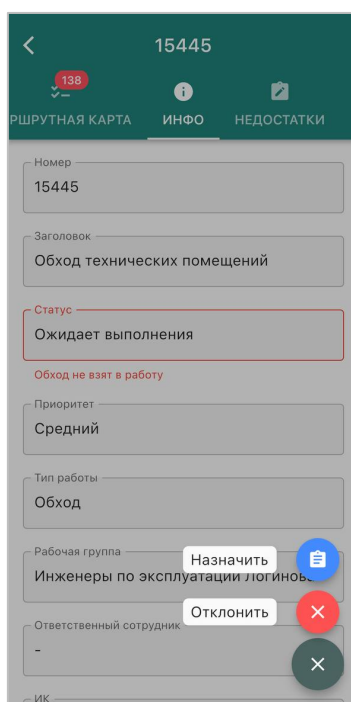 15445
138
РШРУТНАЯ КАРТА
ИНФО
НЕДОСТАТКИ
Номер
15445
Заголовок
Обход технических помещений
Статус
Ожидает выполнения
Обход не взят в работу
Приоритет
Средний
Тип работы
Обход
Рабочая группа
Назначить
Инженеры по эксплуатации Логинов
Отклонить
Ответственный сотрудник
-
ИК